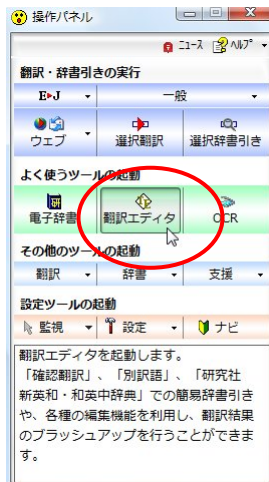 操作パネル
ニュース ヘルプ
翻訳・辞書引きの実行
E▸J 一般
ウェブ 選択翻訳 選択辞書引き
よく使うツールの起動
電子辞書 翻訳エディタ OCR
その他のツールの起動
翻訳 辞書 支援
設定ツールの起動
監視 設定 ナビ
翻訳エディタを起動します。
「確認翻訳」、「別訳語」、「研究社
新英和・和英中辞典」での簡易辞書引き
や、各種の編集機能を利用し、翻訳結果
のブラッシュアップを行うことができま
す。